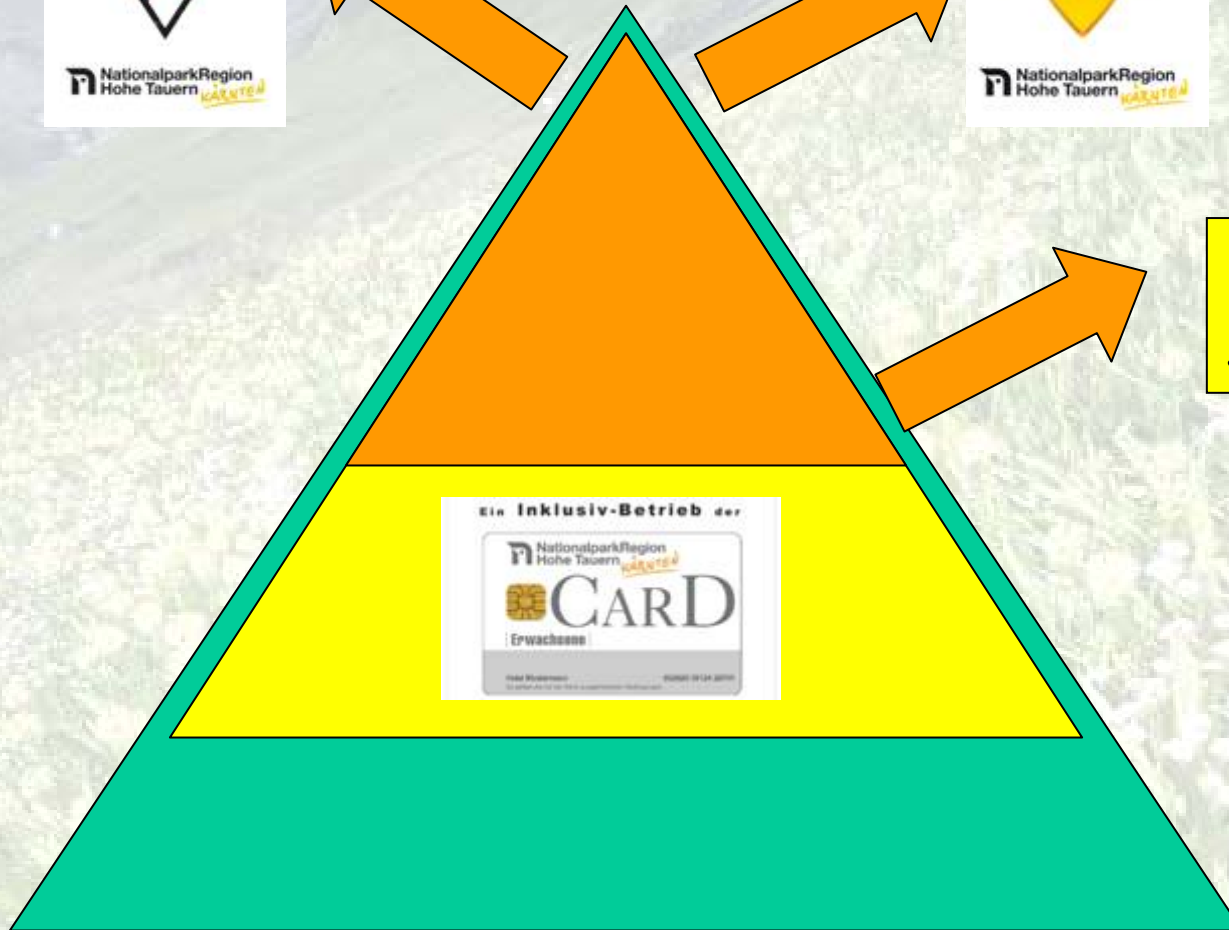 NationalparkRegion
Hohe Tauern KÄRNTEN
NationalparkRegion
Hohe Tauern KÄRNTEN
Ein Inklusiv-Betrieb der
NationalparkRegion
Hohe Tauern KÄRNTEN
CARD
Erwachsene